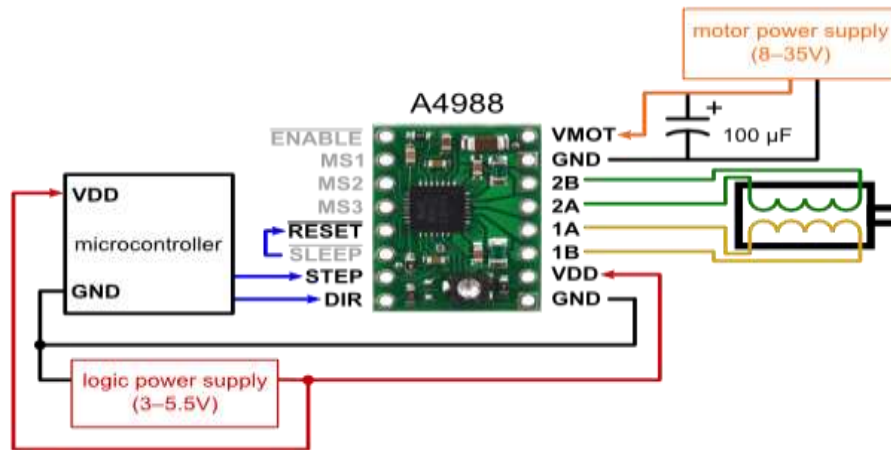 motor power supply
(8–35V)
A4988
ENABLE
MS1
MS2
MS3
RESET
SLEEP
STEP
DIR
VMOT
GND
2B
2A
1A
1B
VDD
GND
+
100 µF
VDD
microcontroller
GND
logic power supply
(3–5.5V)